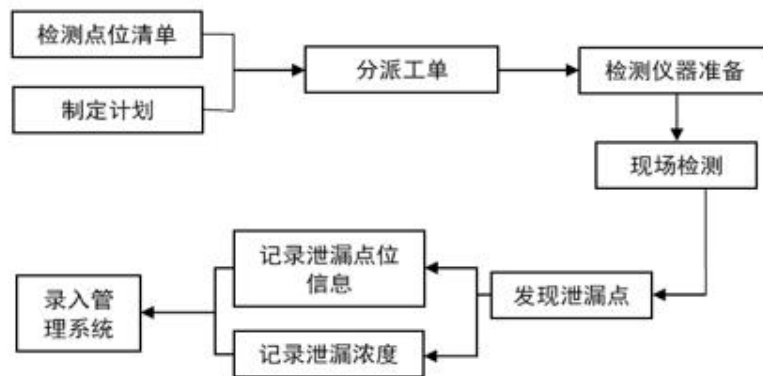 检测点位清单
制定计划
分派工单
检测仪器准备
现场检测
发现泄漏点
记录泄漏点位
信息
记录泄漏浓度
录入管
理系统